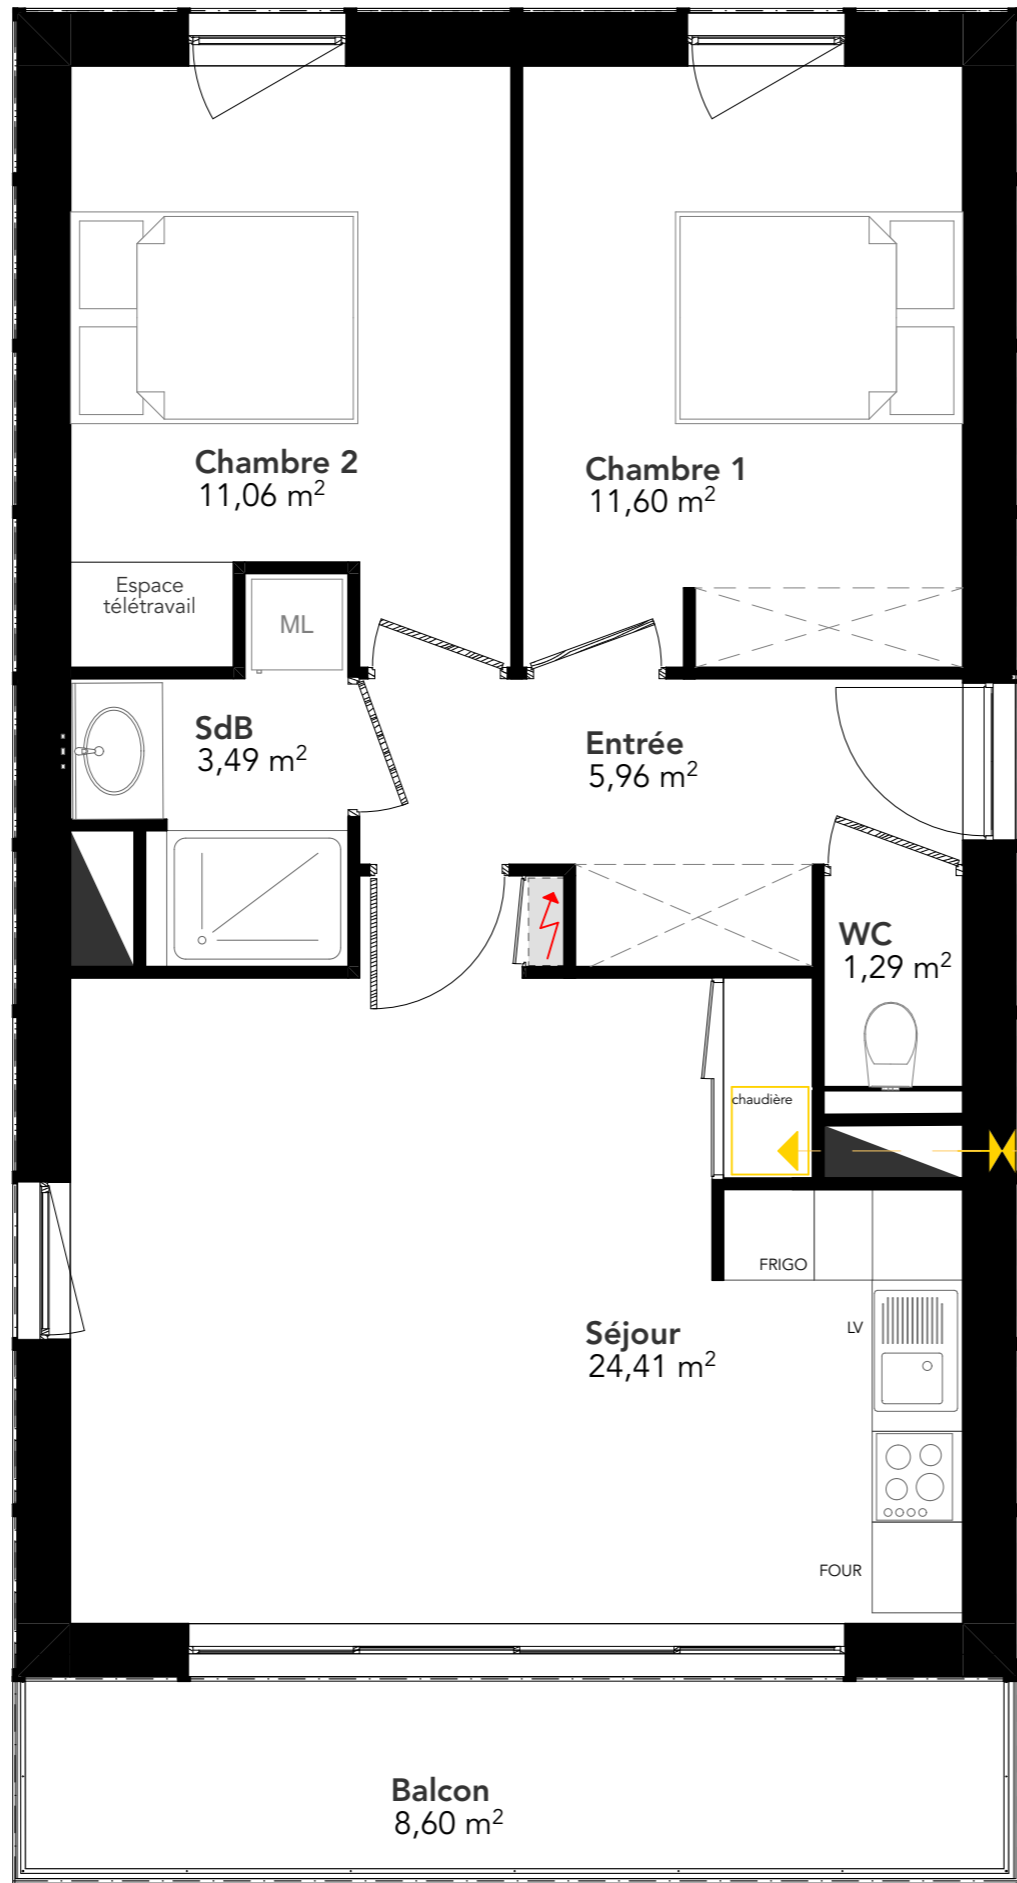 Chambre 2
11,06 m²
Chambre 1
11,60 m²
Espace
télétravail
ML
SdB
3,49 m²
Entrée
5,96 m²
WC
1,29 m²
chaudière
FRIGO
LV
Séjour
24,41 m²
FOUR
Balcon
8,60 m²